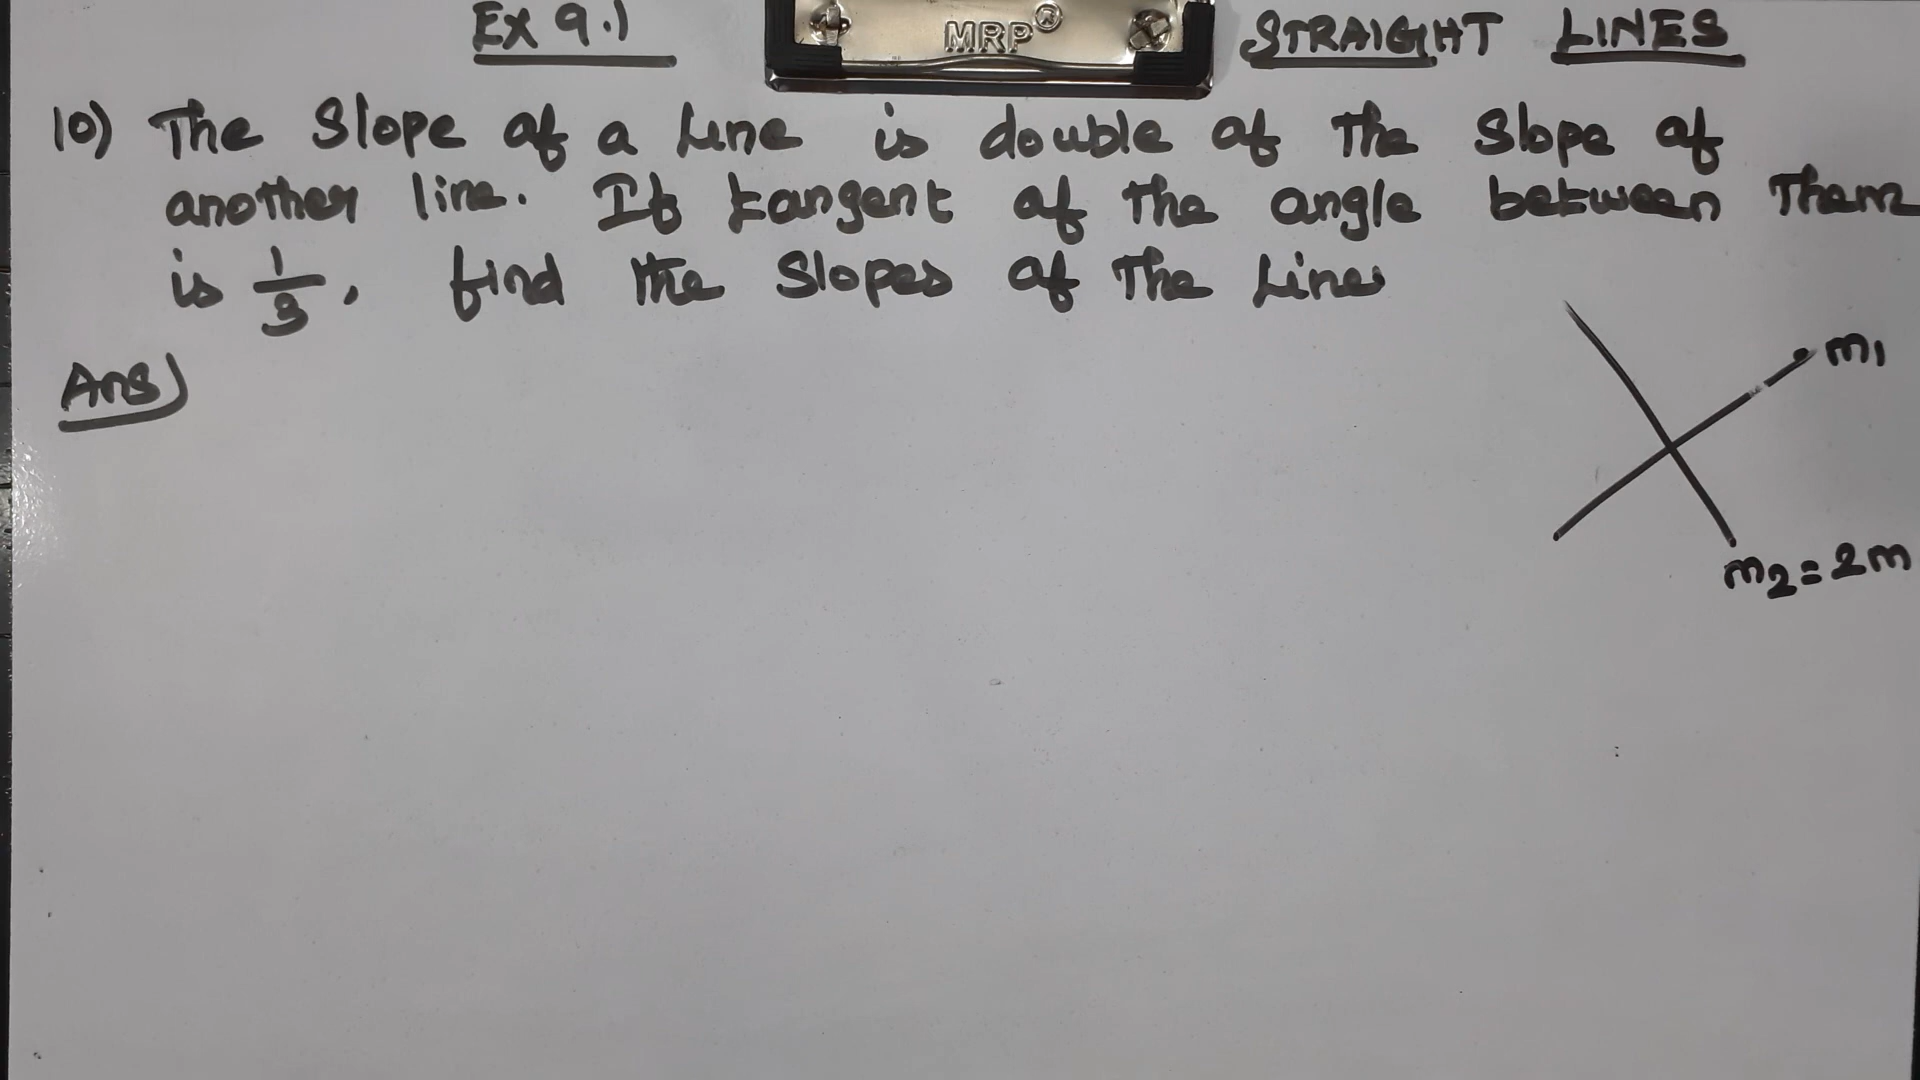 Ex 9.1
MRP®
STRAIGHT LINES
10) The Slope of a Line is double of the Slope of
another line. If tangent of the angle between Them
is 1/3, find the Slopes of The Lines
Ans)
m1
m2=2m